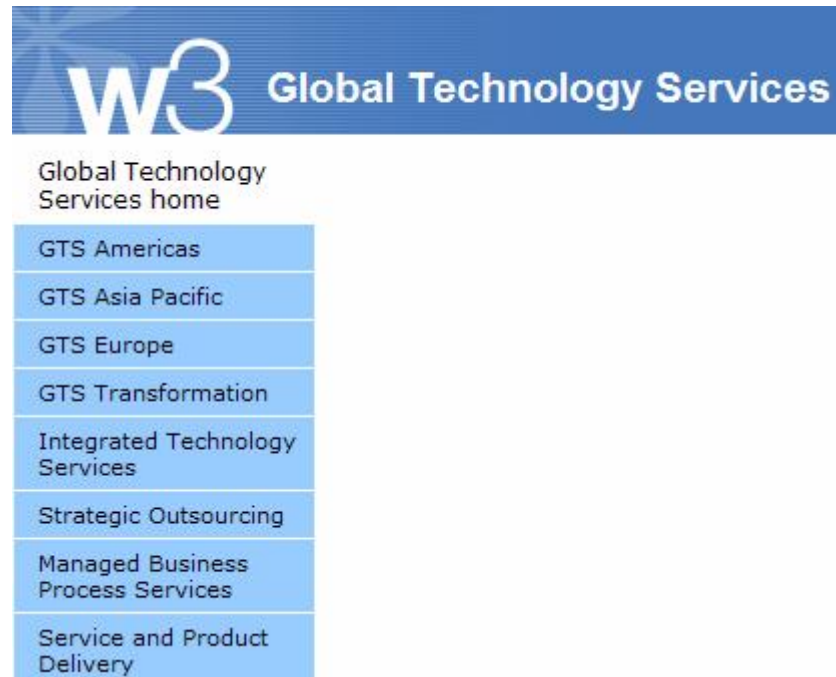 w3 Global Technology Services
Global Technology
Services home
GTS Americas
GTS Asia Pacific
GTS Europe
GTS Transformation
Integrated Technology
Services
Strategic Outsourcing
Managed Business
Process Services
Service and Product
Delivery